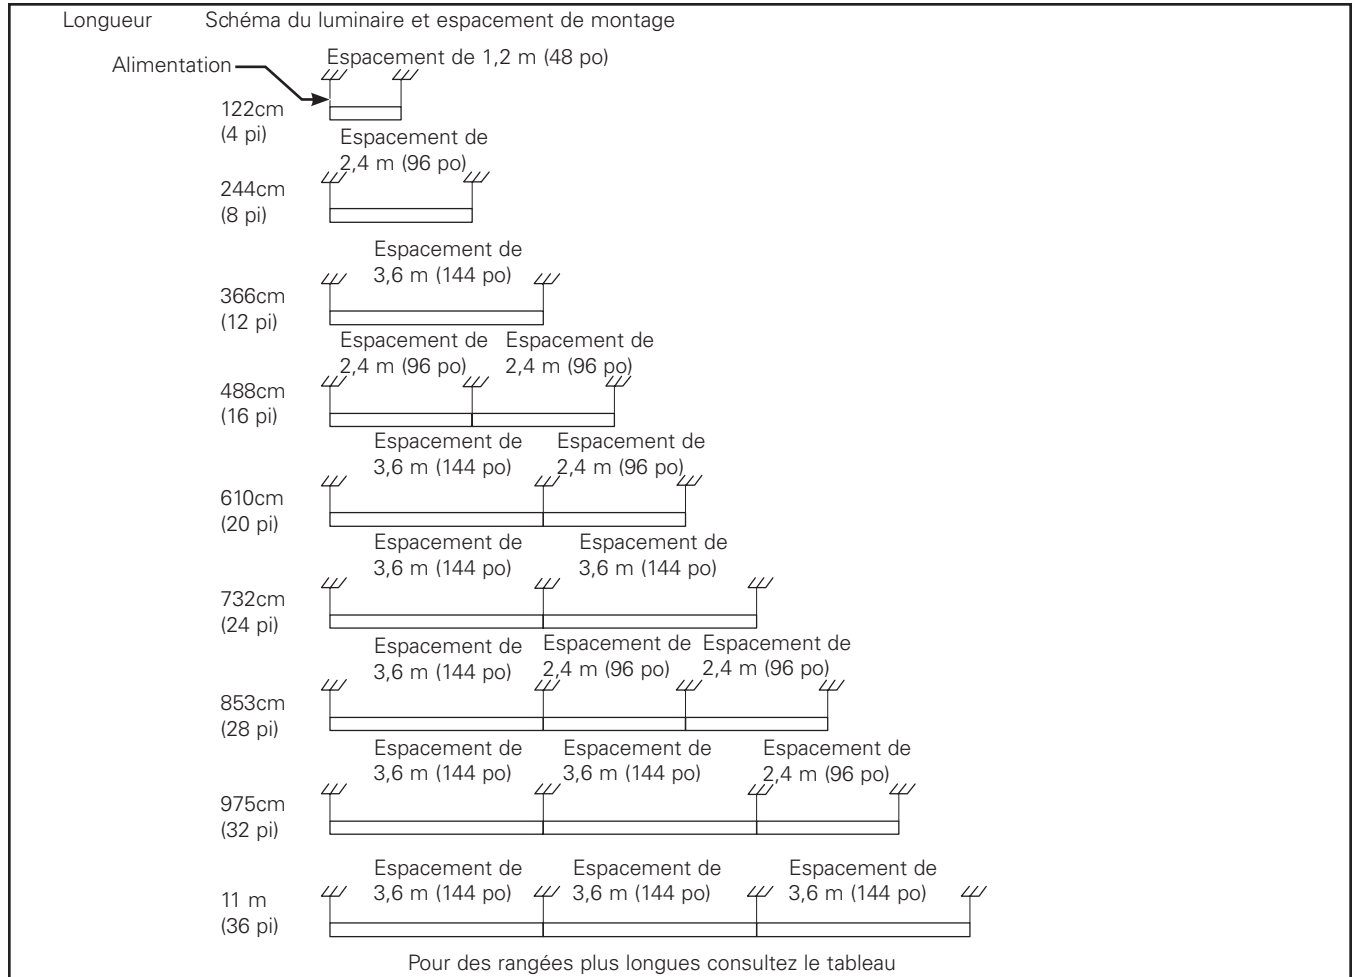 Longueur Schéma du luminaire et espacement de montage
Espacement de 1,2 m (48 po)
Alimentation
122cm
(4 pi)
Espacement de
2,4 m (96 po)
244cm
(8 pi)
Espacement de
3,6 m (144 po)
366cm
(12 pi)
Espacement de Espacement de
2,4 m (96 po) 2,4 m (96 po)
488cm
(16 pi)
Espacement de Espacement de
3,6 m (144 po) 2,4 m (96 po)
610cm
(20 pi)
Espacement de Espacement de
3,6 m (144 po) 3,6 m (144 po)
732cm
(24 pi)
Espacement de Espacement de Espacement de
3,6 m (144 po) 2,4 m (96 po) 2,4 m (96 po)
853cm
(28 pi)
Espacement de Espacement de Espacement de
3,6 m (144 po) 3,6 m (144 po) 2,4 m (96 po)
975cm
(32 pi)
Espacement de Espacement de Espacement de
3,6 m (144 po) 3,6 m (144 po) 3,6 m (144 po)
11 m
(36 pi)
Pour des rangées plus longues consultez le tableau